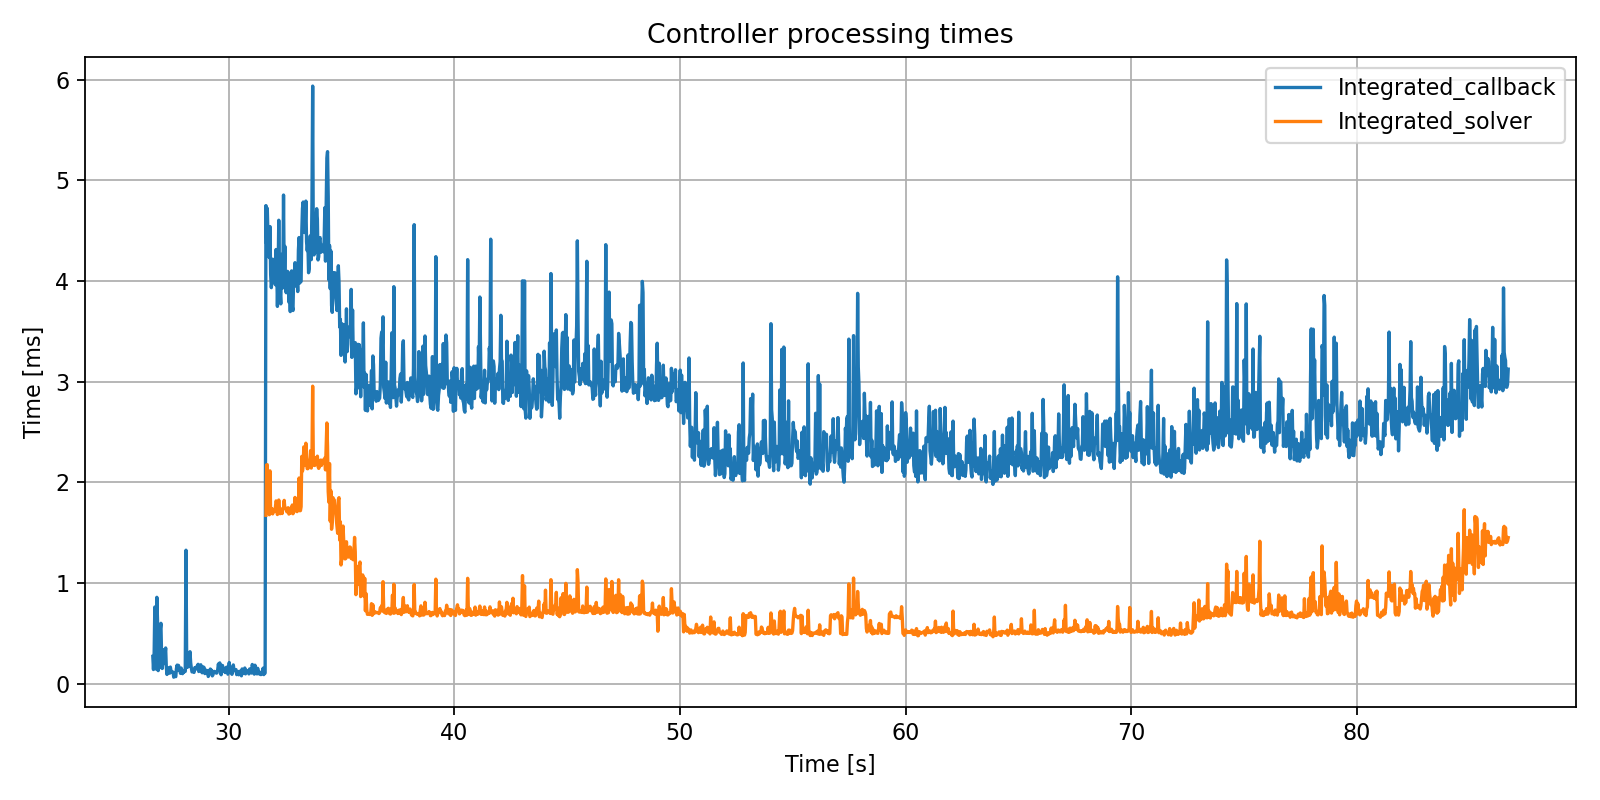 Controller processing times
Integrated_callback
Integrated_solver
Time [ms]
6
5
4
3
2
1
0
30 40 50 60 70 80
Time [s]